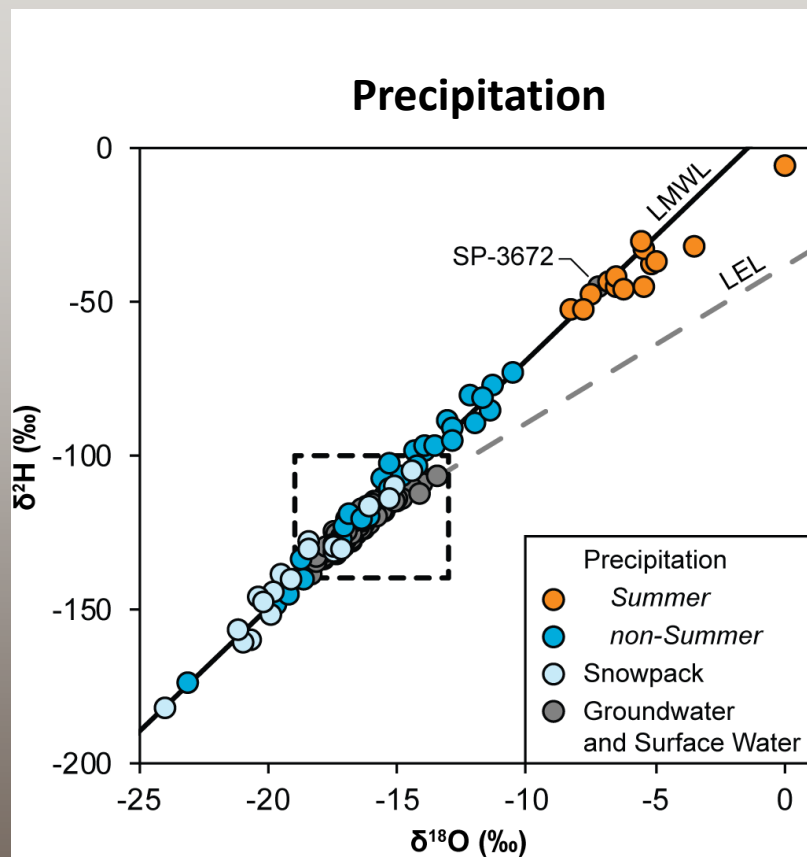 Precipitation
0
-50
-100
-150
-200
δ²H (‰)
LMWL
SP-3672
LEL
Precipitation
Summer
non-Summer
Snowpack
Groundwater
and Surface Water
-25 -20 -15 -10 -5 0
δ¹⁸O (‰)